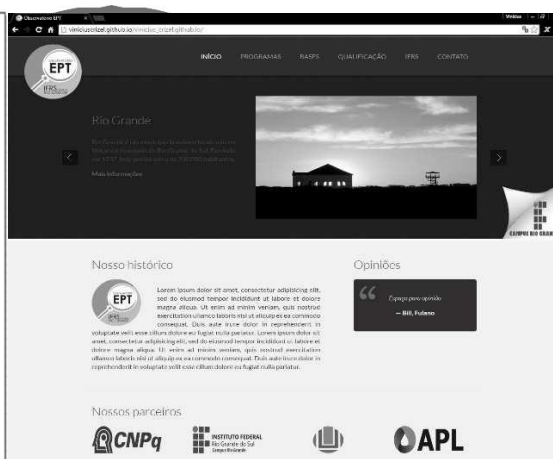 Observatório EPT
Vinicius
viniciuscrizel.github.io/vinicius_crizel.github.io/
EPT
IFRS
INÍCIO PROGRAMAS BASES QUALIFICAÇÃO IFRS CONTATO
Rio Grande
Mais Informações
CAMPUS RIO GRANDE
Nosso histórico
EPT
IFRS
Lorem ipsum dolor sit amet, consectetur adipisicing elit,
sed do eiusmod tempor incididunt ut labore et dolore
magna aliqua. Ut enim ad minim veniam, quis nostrud
exercitation ullamco laboris nisi ut aliquip ex ea commodo
consequat. Duis aute irure dolor in reprehenderit in
voluptate velit esse cillum dolore eu fugiat nulla pariatur. Lorem ipsum dolor sit
amet, consectetur adipisicing elit, sed do eiusmod tempor incididunt ut labore et
dolore magna aliqua. Ut enim ad minim veniam, quis nostrud exercitation
ullamco laboris nisi ut aliquip ex ea commodo consequat. Duis aute irure dolor in
reprehenderit in voluptate velit esse cillum dolore eu fugiat nulla pariatur.
Opiniões
Espaço para opinião
— Bill, Fulano
Nossos parceiros
CNPq
INSTITUTO FEDERAL
Rio Grande do Sul
Campus Rio Grande
APL